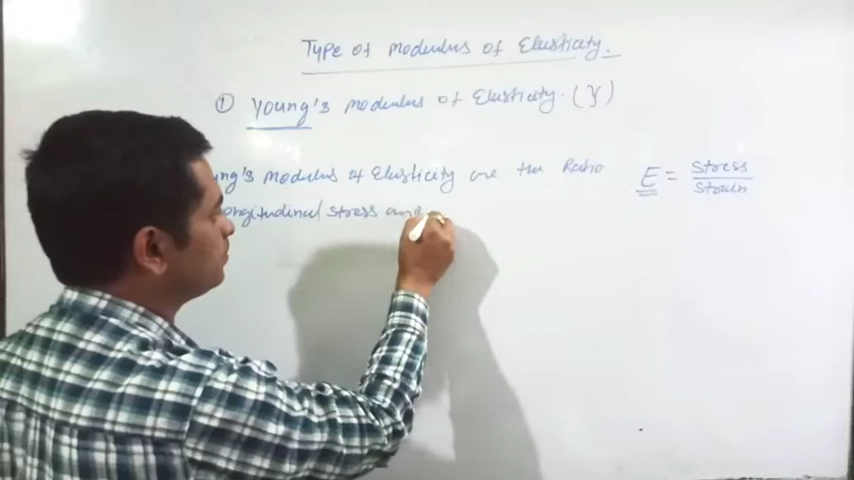 Type of modulus of Elasticity.
① Young's modulus of Elasticity. (Y)
ng's modulus of Elasticity are the Ratio
ongitudinal stress and
E = Stress / Strain